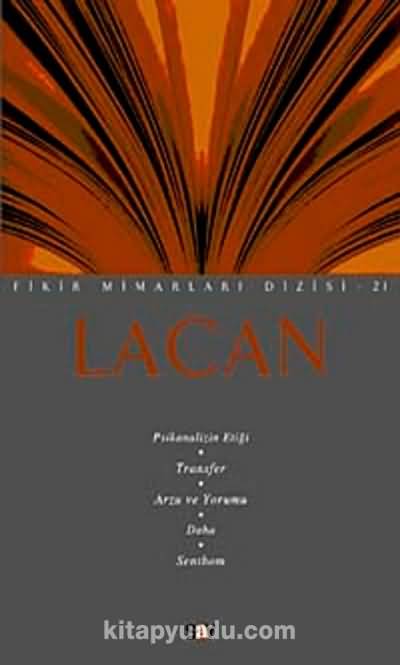 FİKİR MİMARLARI DİZİSİ - 21
LACAN
Psikanalizin Etiği
Transfer
Arzu ve Yorumu
Daha
Senthom
kitapyurdu.com